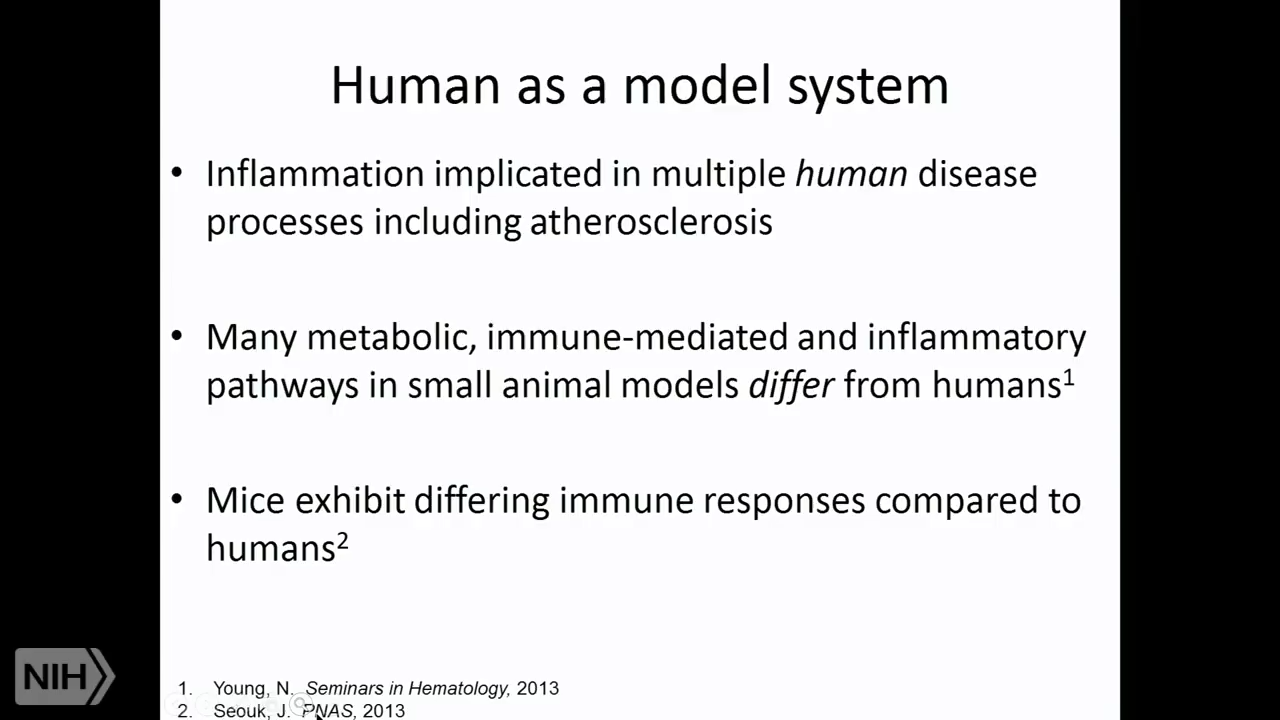 Human as a model system
• Inflammation implicated in multiple human disease
processes including atherosclerosis
• Many metabolic, immune-mediated and inflammatory
pathways in small animal models differ from humans¹
• Mice exhibit differing immune responses compared to
humans²
NIH
1. Young, N. Seminars in Hematology, 2013
2. Seouk, J. PNAS, 2013